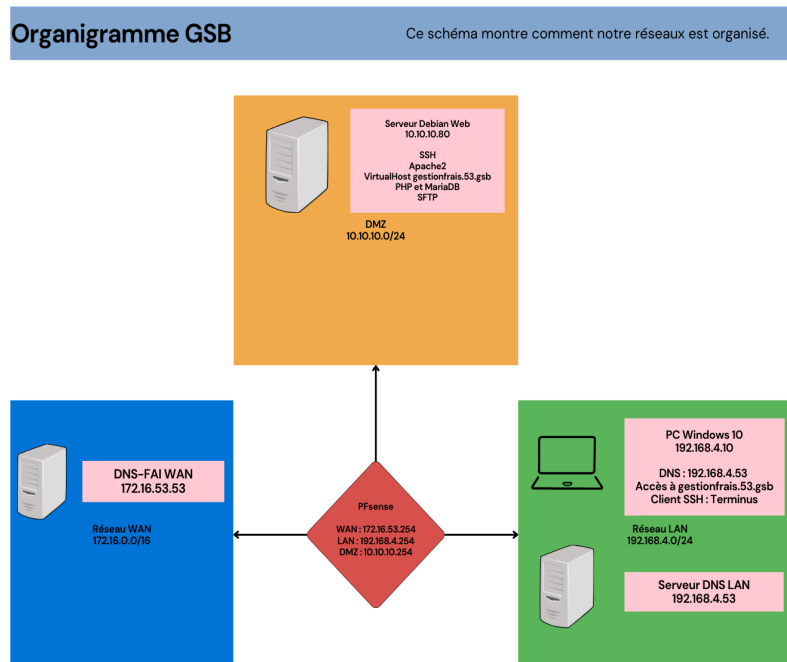 Organigramme GSB
Ce schéma montre comment notre réseaux est organisé.
Serveur Debian Web
10.10.10.80
SSH
Apache2
VirtualHost gestionfrais.53.gsb
PHP et MariaDB
SFTP
DMZ
10.10.10.0/24
DNS-FAI WAN
172.16.53.53
Réseau WAN
172.16.0.0/16
PFsense
WAN : 172.16.53.254
LAN : 192.168.4.254
DMZ : 10.10.10.254
PC Windows 10
192.168.4.10
DNS : 192.168.4.53
Accès à gestionfrais.53.gsb
Client SSH : Terminus
Réseau LAN
192.168.4.0/24
Serveur DNS LAN
192.168.4.53